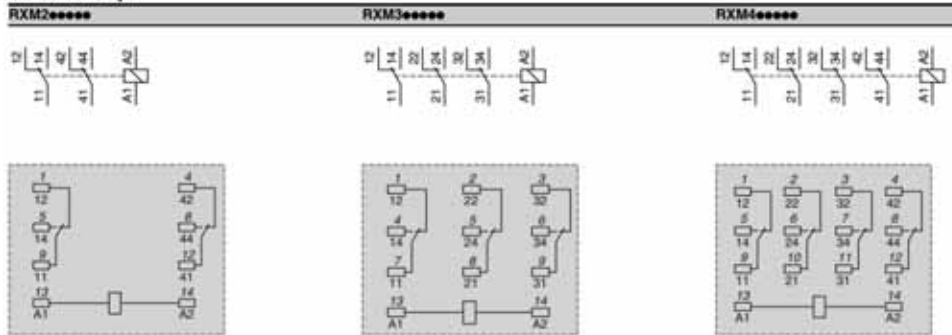 RXM2●●●●● RXM3●●●●● RXM4●●●●●
12 14 42 44 A2 12 14 22 24 32 34 A2 12 14 22 24 32 34 42 44 A2
11 41 A1 11 21 31 A1 11 21 31 41 A1
1 4 1 2 3 1 2 3 4
12 42 12 22 32 12 22 32 42
5 8 4 5 6 5 6 7 8
14 44 14 24 34 14 24 34 44
9 12 7 8 9 9 10 11 12
11 41 11 21 31 11 21 31 41
13 14 13 14 13 14
A1 A2 A1 A2 A1 A2